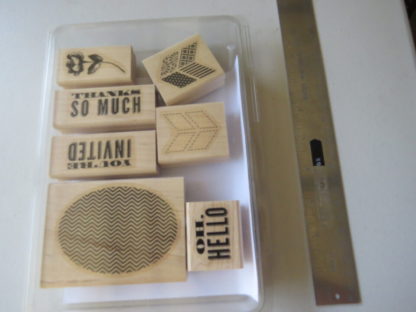 THANKS
SO MUCH
YOU'RE
INVITED
OH,
HELLO